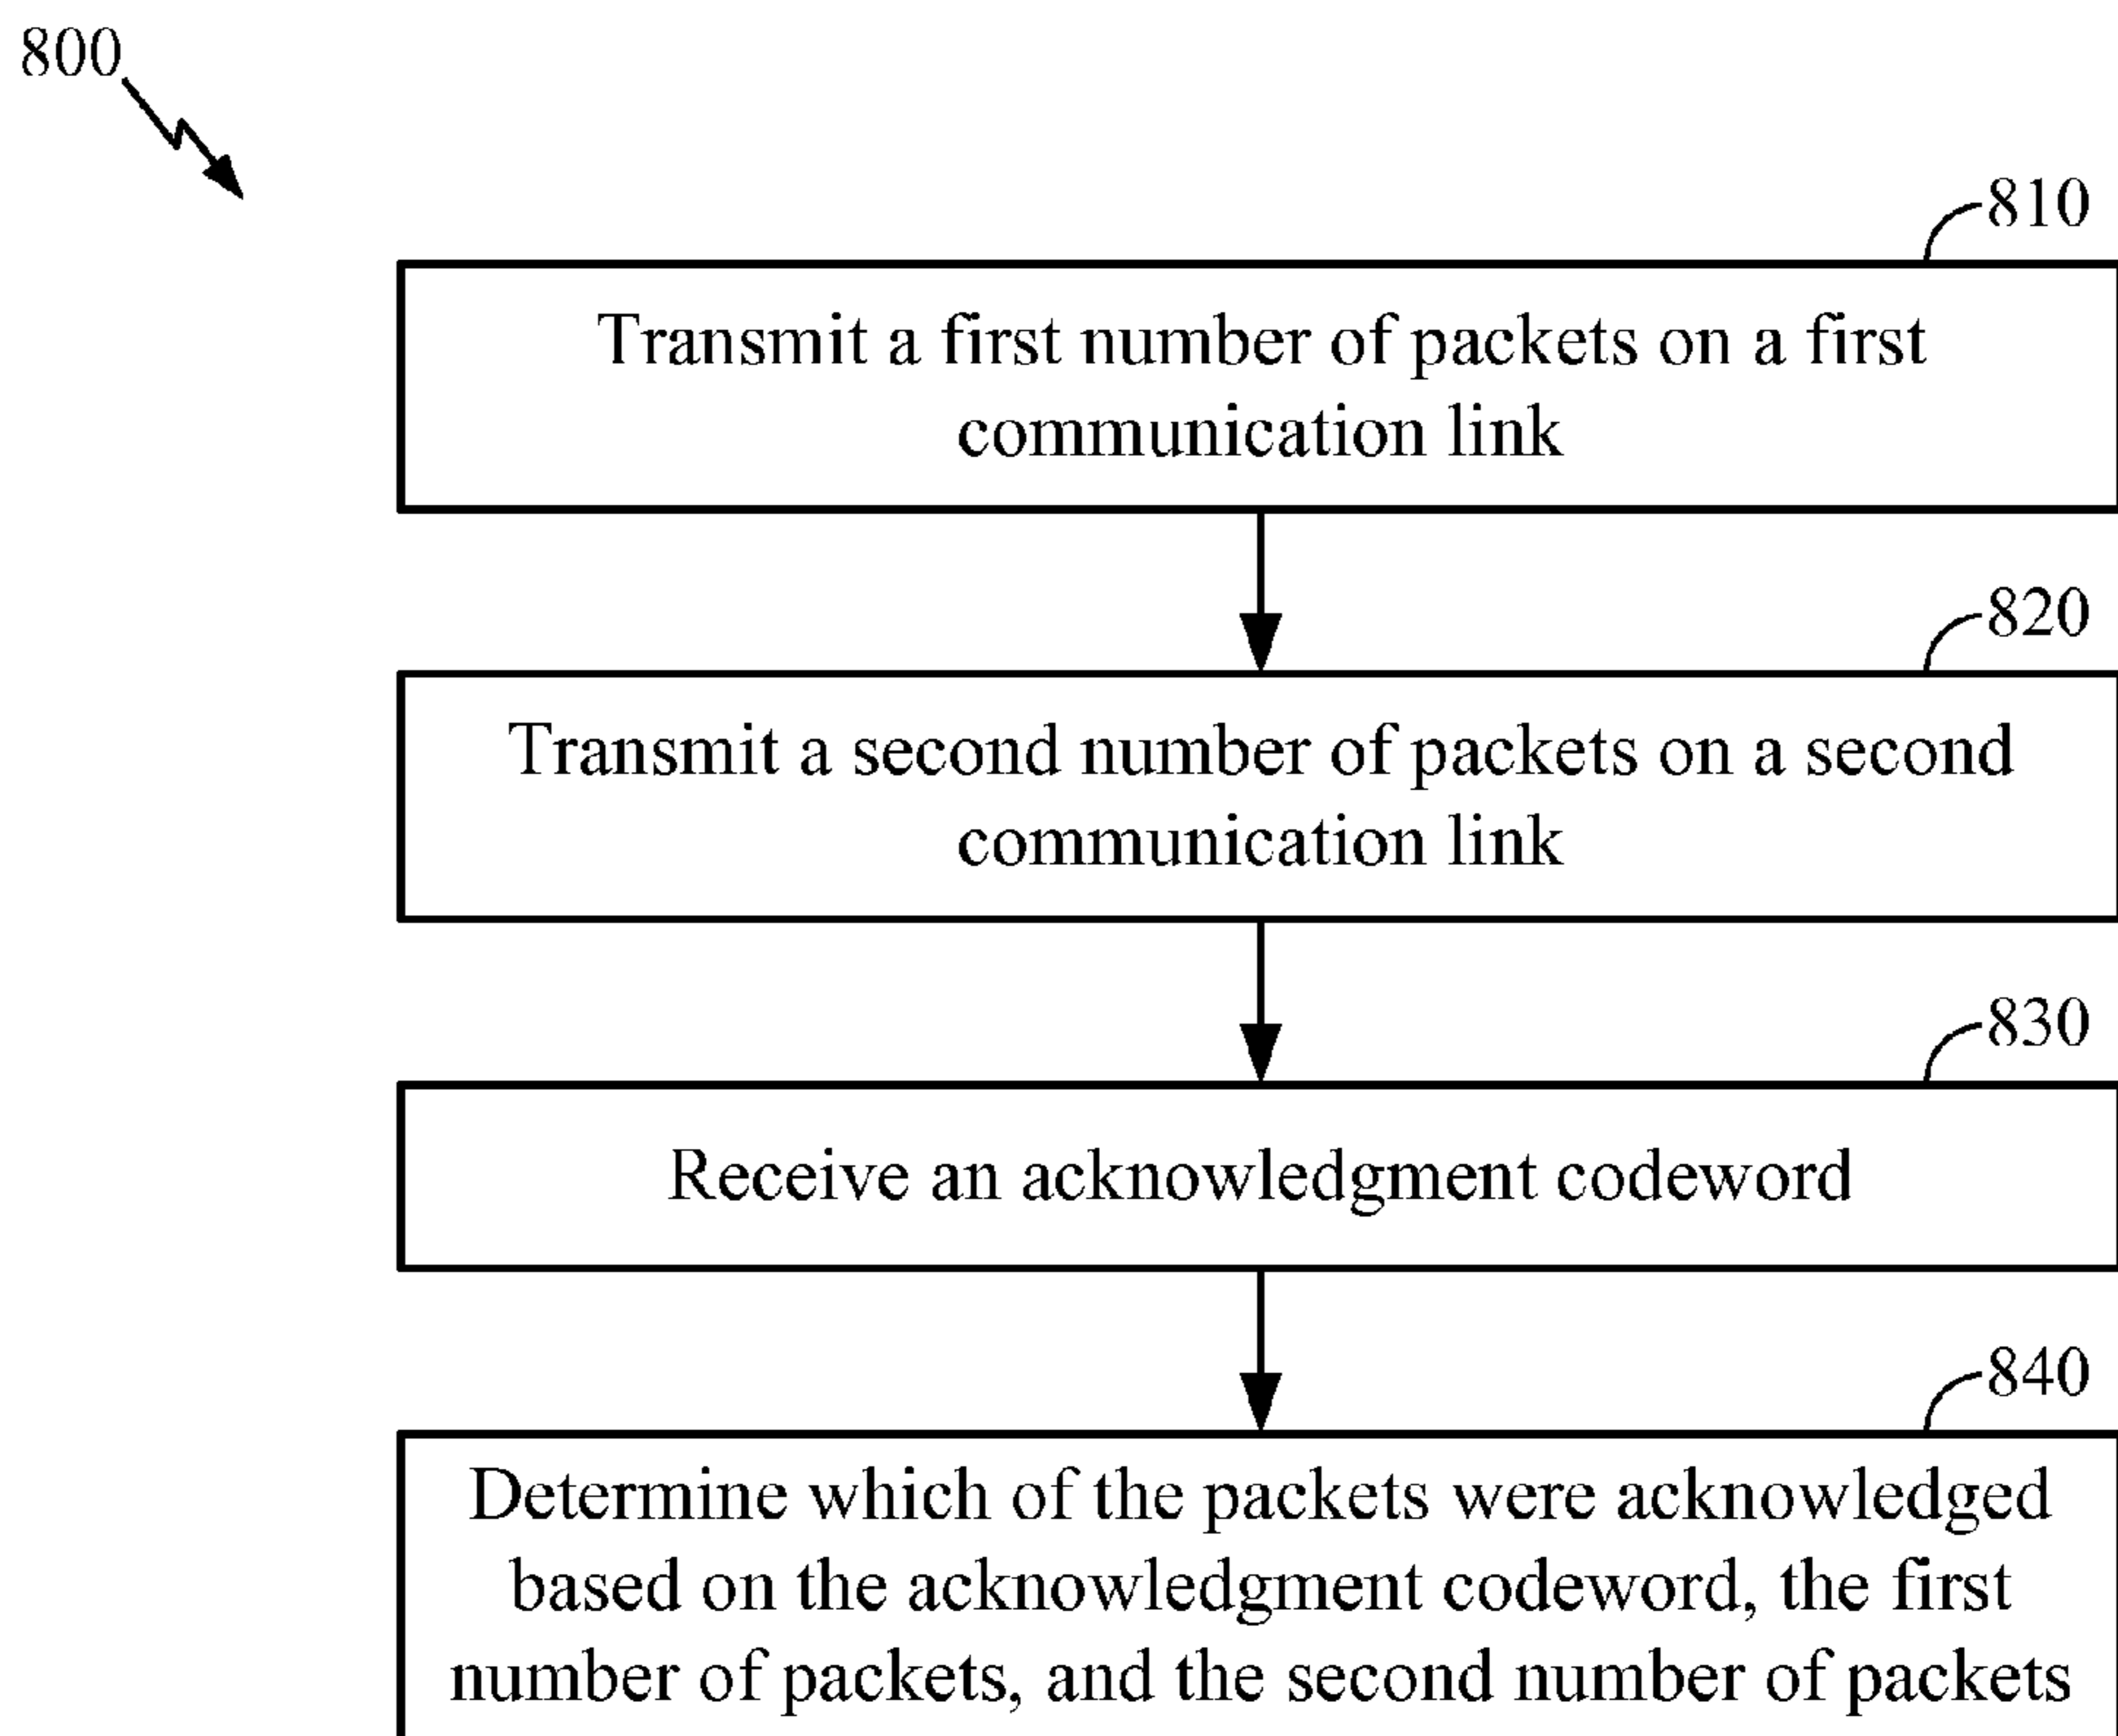 800
810
Transmit a first number of packets on a first
communication link
820
Transmit a second number of packets on a second
communication link
830
Receive an acknowledgment codeword
840
Determine which of the packets were acknowledged
based on the acknowledgment codeword, the first
number of packets, and the second number of packets